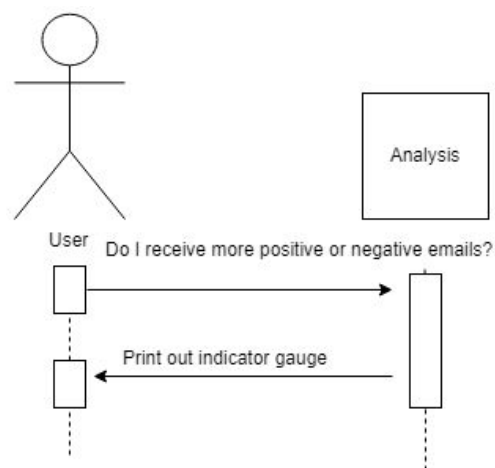 Analysis
User
Do I receive more positive or negative emails?
Print out indicator gauge